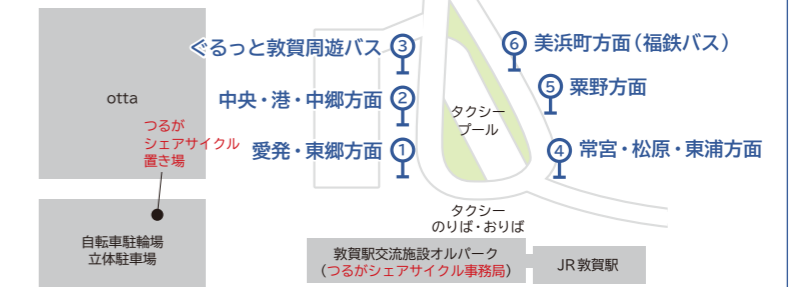 ぐるっと敦賀周遊バス ③
⑥ 美浜町方面(福鉄バス)
otta
中央・港・中郷方面 ②
⑤ 粟野方面
タクシー
プール
つるが
シェアサイクル
置き場
愛発・東郷方面 ①
④ 常宮・松原・東浦方面
タクシー
のりば・おりば
自転車駐輪場
立体駐車場
敦賀駅交流施設オルパーク
(つるがシェアサイクル事務局)
JR敦賀駅